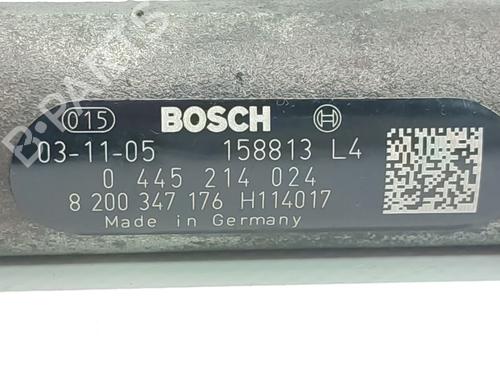 015 BOSCH
03-11-05 158813 L4
0 445 214 024
8 200 347 176 H114017
Made in Germany
B-PARTS